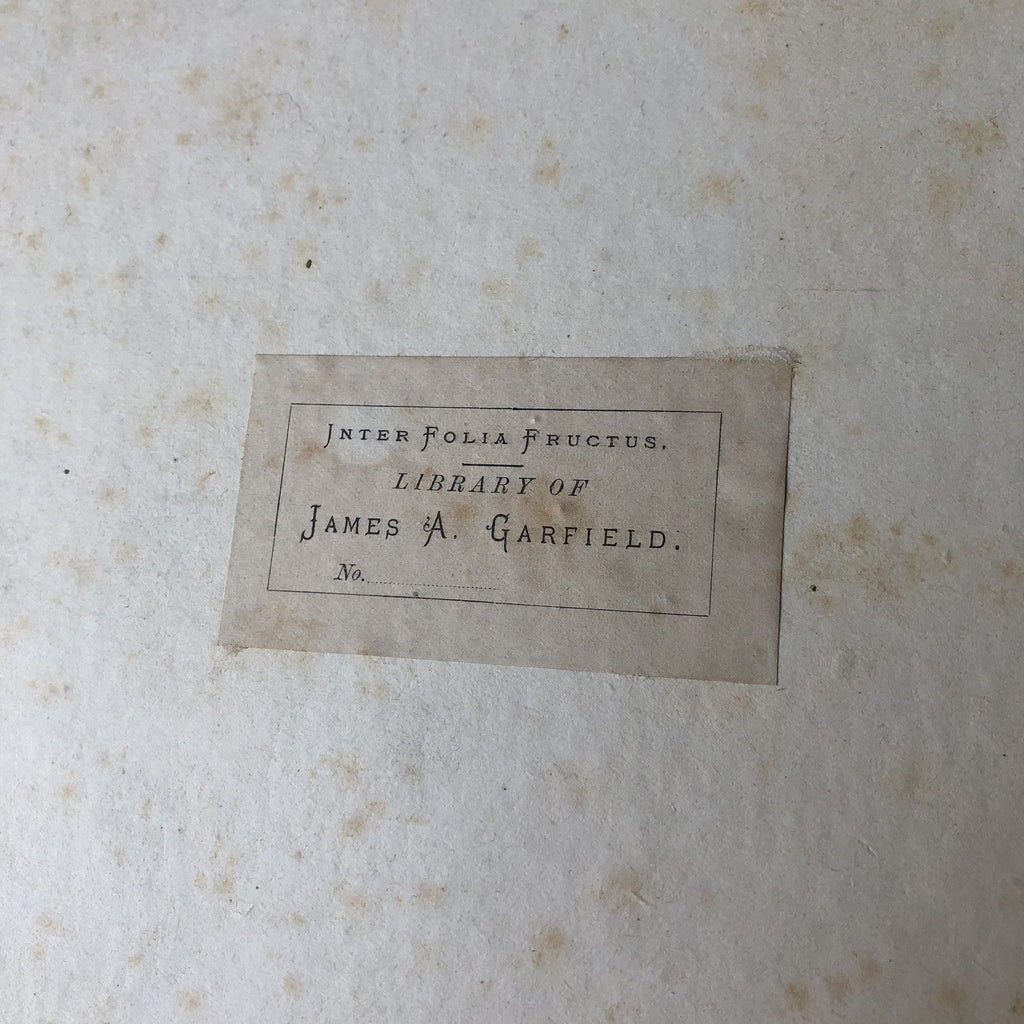 Inter Folia Fructus.
LIBRARY OF
James A. Garfield.
No.